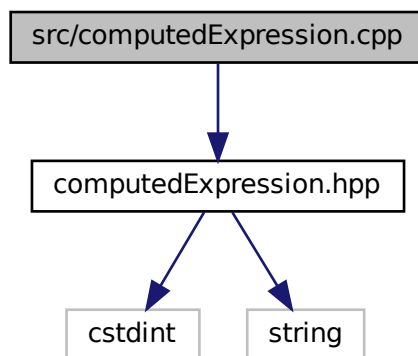 src/computedExpression.cpp
computedExpression.hpp
cstdint
string